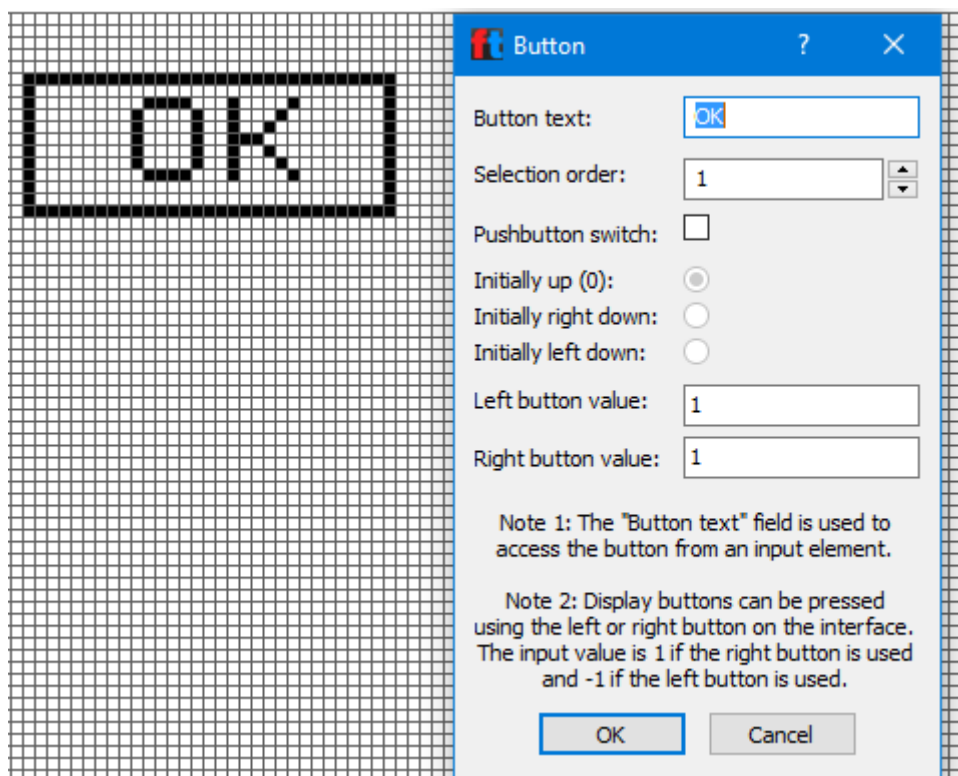 OK
ft Button ? ×
Button text: OK
Selection order: 1
Pushbutton switch:
Initially up (0):
Initially right down:
Initially left down:
Left button value: 1
Right button value: 1
Note 1: The "Button text" field is used to
access the button from an input element.
Note 2: Display buttons can be pressed
using the left or right button on the interface.
The input value is 1 if the right button is used
and -1 if the left button is used.
OK Cancel